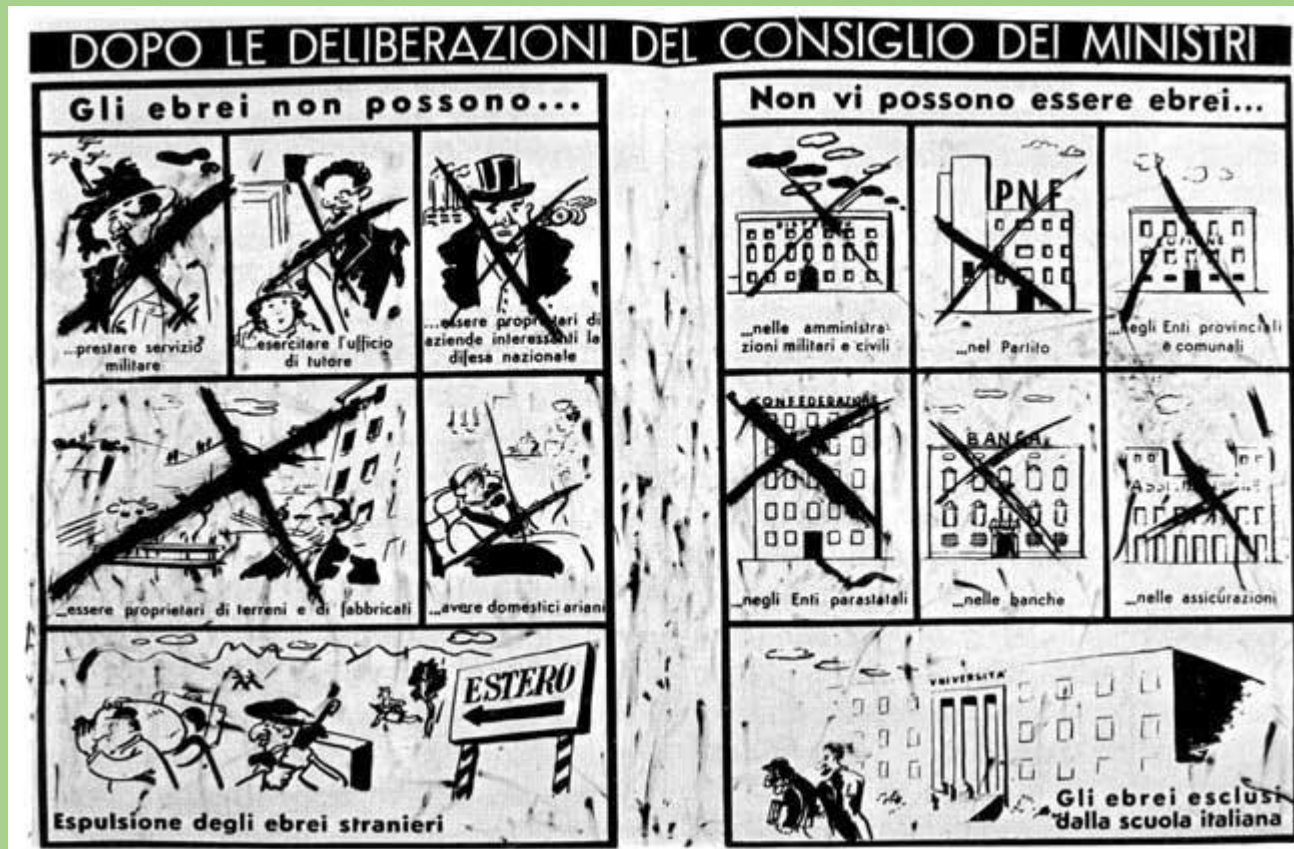 DOPO LE DELIBERAZIONI DEL CONSIGLIO DEI MINISTRI
Gli ebrei non possono...
...prestare servizio
militare
...esercitare l'ufficio
di tutore
...essere proprietari di
aziende interessanti la
difesa nazionale
...essere proprietari di terreni e di fabbricati
...avere domestici ariani
ESTERO
Espulsione degli ebrei stranieri
Non vi possono essere ebrei...
...nelle amministra-
zioni militari e civili
PNF
...nel Partito
...negli Enti provinciali
e comunali
CONFEDERAZIONE
...negli Enti parastatali
BANCA
...nelle banche
...nelle assicurazioni
UNIVERSITA'
Gli ebrei esclusi
dalla scuola italiana